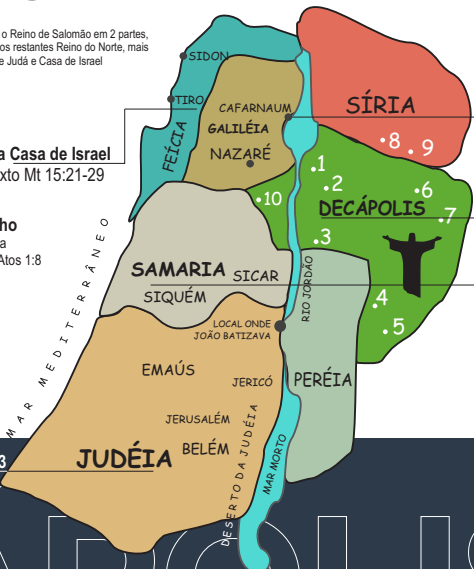 o Reino de Salomão em 2 partes,
os restantes Reino do Norte, mais
e Judá e Casa de Israel
SIDON
TIRO
FEÍCIA
CAFARNAUM
GALILÉIA
NAZARÉ
SÍRIA
8
9
a Casa de Israel
xto Mt 15:21-29
1
2
6
10
DECÁPOLIS
7
3
ho
a
Atos 1:8
MAR MEDITERRÂNEO
SAMARIA
SICAR
SIQUÉM
RIO JORDÃO
4
5
LOCAL ONDE
JOÃO BATIZAVA
EMAÚS
JERICÓ
PERÉIA
JERUSALÉM
BELÉM
JUDÉIA
DESERTO DA JUDÉIA
MAR MORTO
3